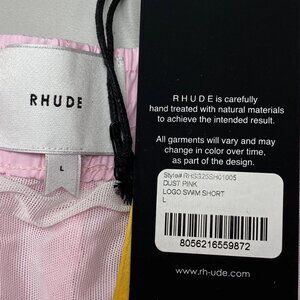 RHUDE
L
RHUDE is carefully
hand treated with natural materials
to achieve the intended result.
All garments will vary and may
change in color over time,
as part of the design.
Style# RHSS25SH01005
DUST PINK
LOGO SWIM SHORT
L
8056216559872
www.rh-ude.com